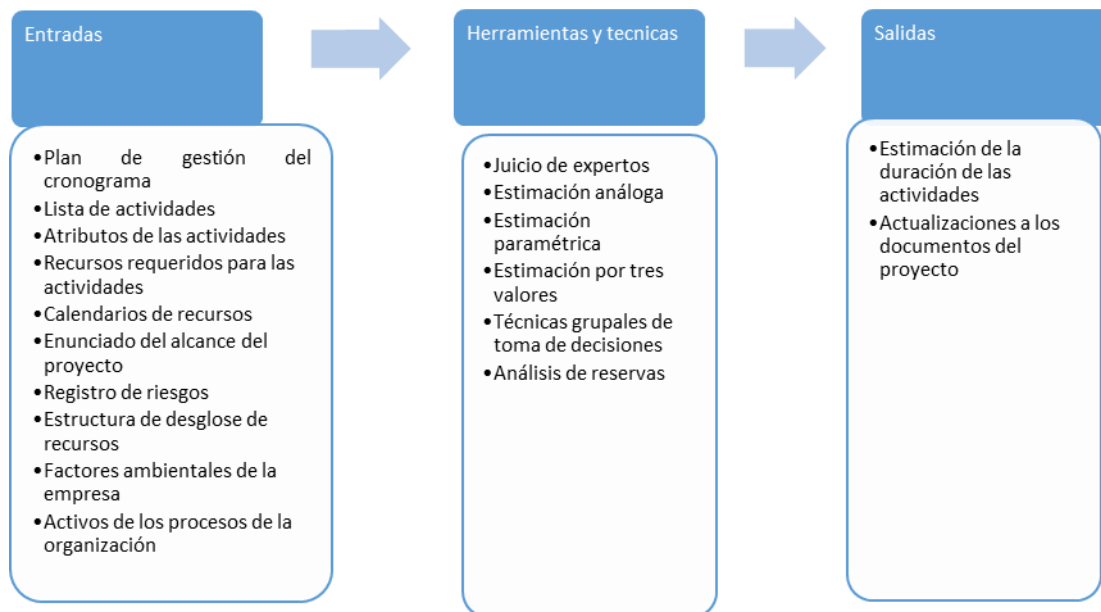 Entradas
•Plan de gestión del
cronograma
•Lista de actividades
•Atributos de las actividades
•Recursos requeridos para las
actividades
•Calendarios de recursos
•Enunciado del alcance del
proyecto
•Registro de riesgos
•Estructura de desglose de
recursos
•Factores ambientales de la
empresa
•Activos de los procesos de la
organización
Herramientas y tecnicas
•Juicio de expertos
•Estimación análoga
•Estimación
paramétrica
•Estimación por tres
valores
•Técnicas grupales de
toma de decisiones
•Análisis de reservas
Salidas
•Estimación de la
duración de las
actividades
•Actualizaciones a los
documentos del
proyecto